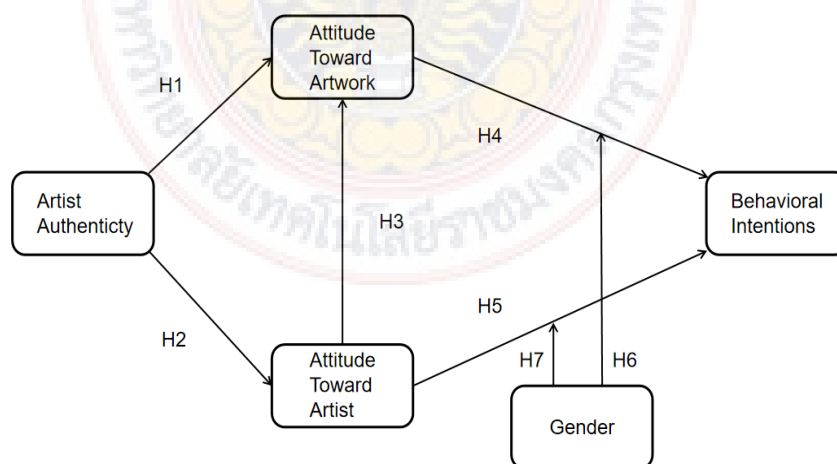 Attitude
Toward
Artwork
H1
H4
Artist
Authenticty
Behavioral
Intentions
H3
H2
H5
Attitude
Toward
Artist
H7
H6
Gender